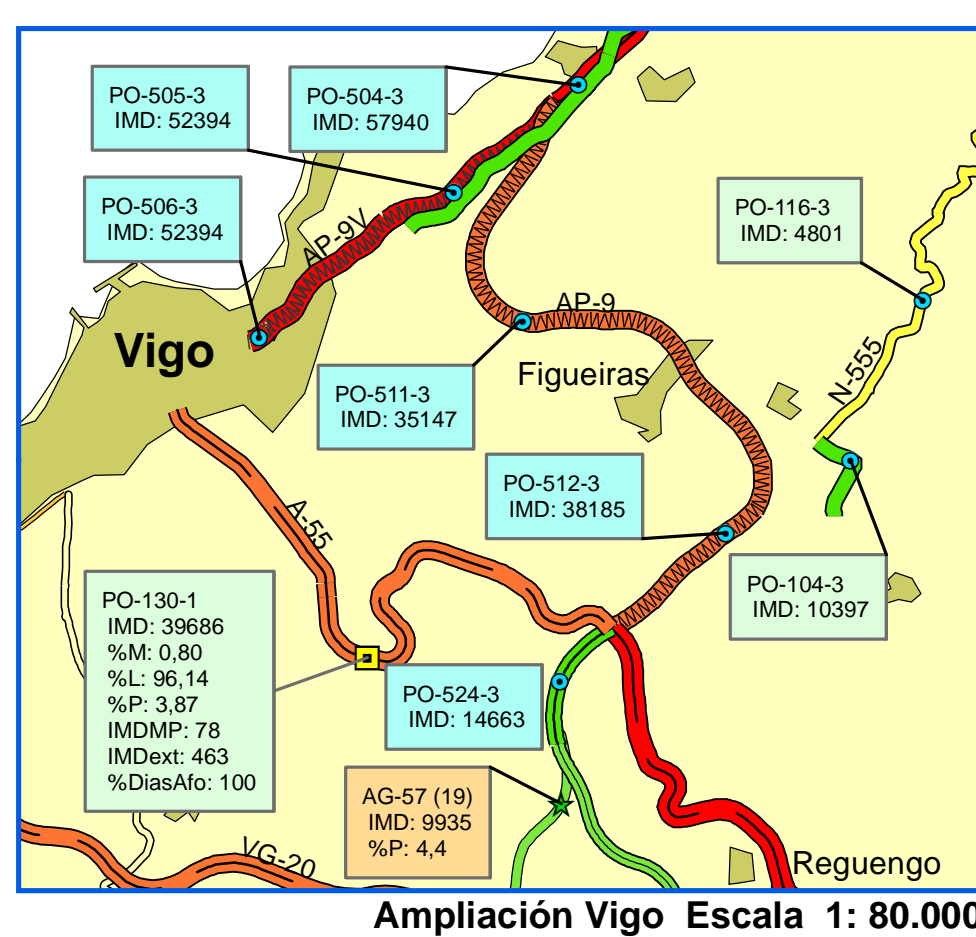 PO-505-3
IMD: 52394
PO-504-3
IMD: 57940
PO-506-3
IMD: 52394
AP-9V
PO-116-3
IMD: 4801
Vigo
AP-9
Figueiras
N-555
PO-511-3
IMD: 35147
PO-512-3
IMD: 38185
A-55
PO-130-1
IMD: 39686
%M: 0,80
%L: 96,14
%P: 3,87
IMDMP: 78
IMDext: 463
%DiasAfo: 100
PO-104-3
IMD: 10397
PO-524-3
IMD: 14663
AG-57 (19)
IMD: 9935
%P: 4,4
VG-20
Reguengo
Ampliación Vigo Escala 1: 80.000